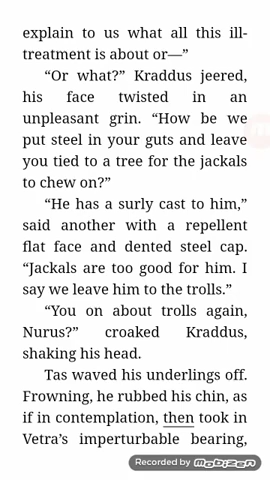 explain to us what all this ill-
treatment is about or—”
“Or what?” Kraddus jeered,
his face twisted in an
unpleasant grin. “How be we
put steel in your guts and leave
you tied to a tree for the jackals
to chew on?”
“He has a surly cast to him,”
said another with a repellent
flat face and dented steel cap.
“Jackals are too good for him. I
say we leave him to the trolls.”
“You on about trolls again,
Nurus?” croaked Kraddus,
shaking his head.
Tas waved his underlings off.
Frowning, he rubbed his chin, as
if in contemplation, then took in
Vetra’s imperturbable bearing,
Recorded by Mobizen